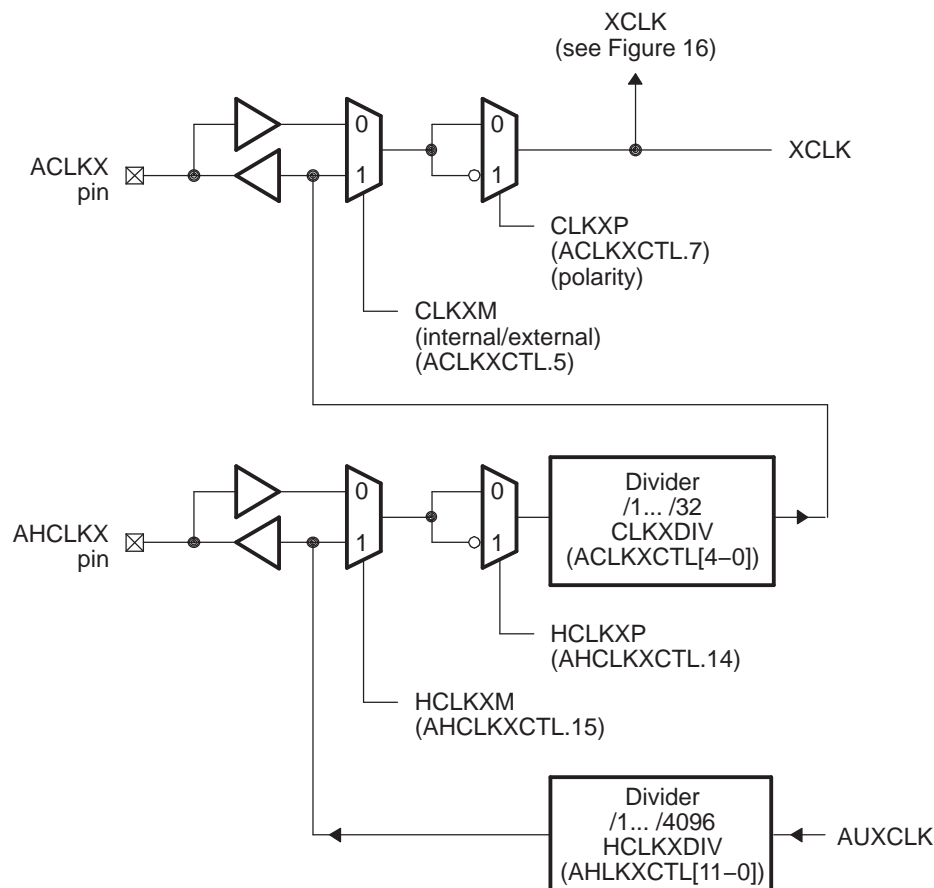 XCLK
(see Figure 16)
0
1
XCLK
ACLKX
pin
0
1
CLKXP
(ACLKXCTL.7)
(polarity)
CLKXM
(internal/external)
(ACLKXCTL.5)
0
1
0
1
Divider
/1... /32
CLKXDIV
(ACLKXCTL[4−0])
AHCLKX
pin
HCLKXP
(AHCLKXCTL.14)
HCLKXM
(AHCLKXCTL.15)
Divider
/1... /4096
HCLKXDIV
(AHLKXCTL[11−0])
AUXCLK